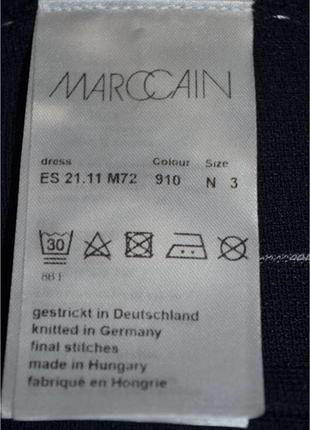 MARCCAIN
dress Colour Size
ES 21.11 M72 910 N 3
30
gestrickt in Deutschland
knitted in Germany
final stitches
made in Hungary
fabriqué en Hongrie